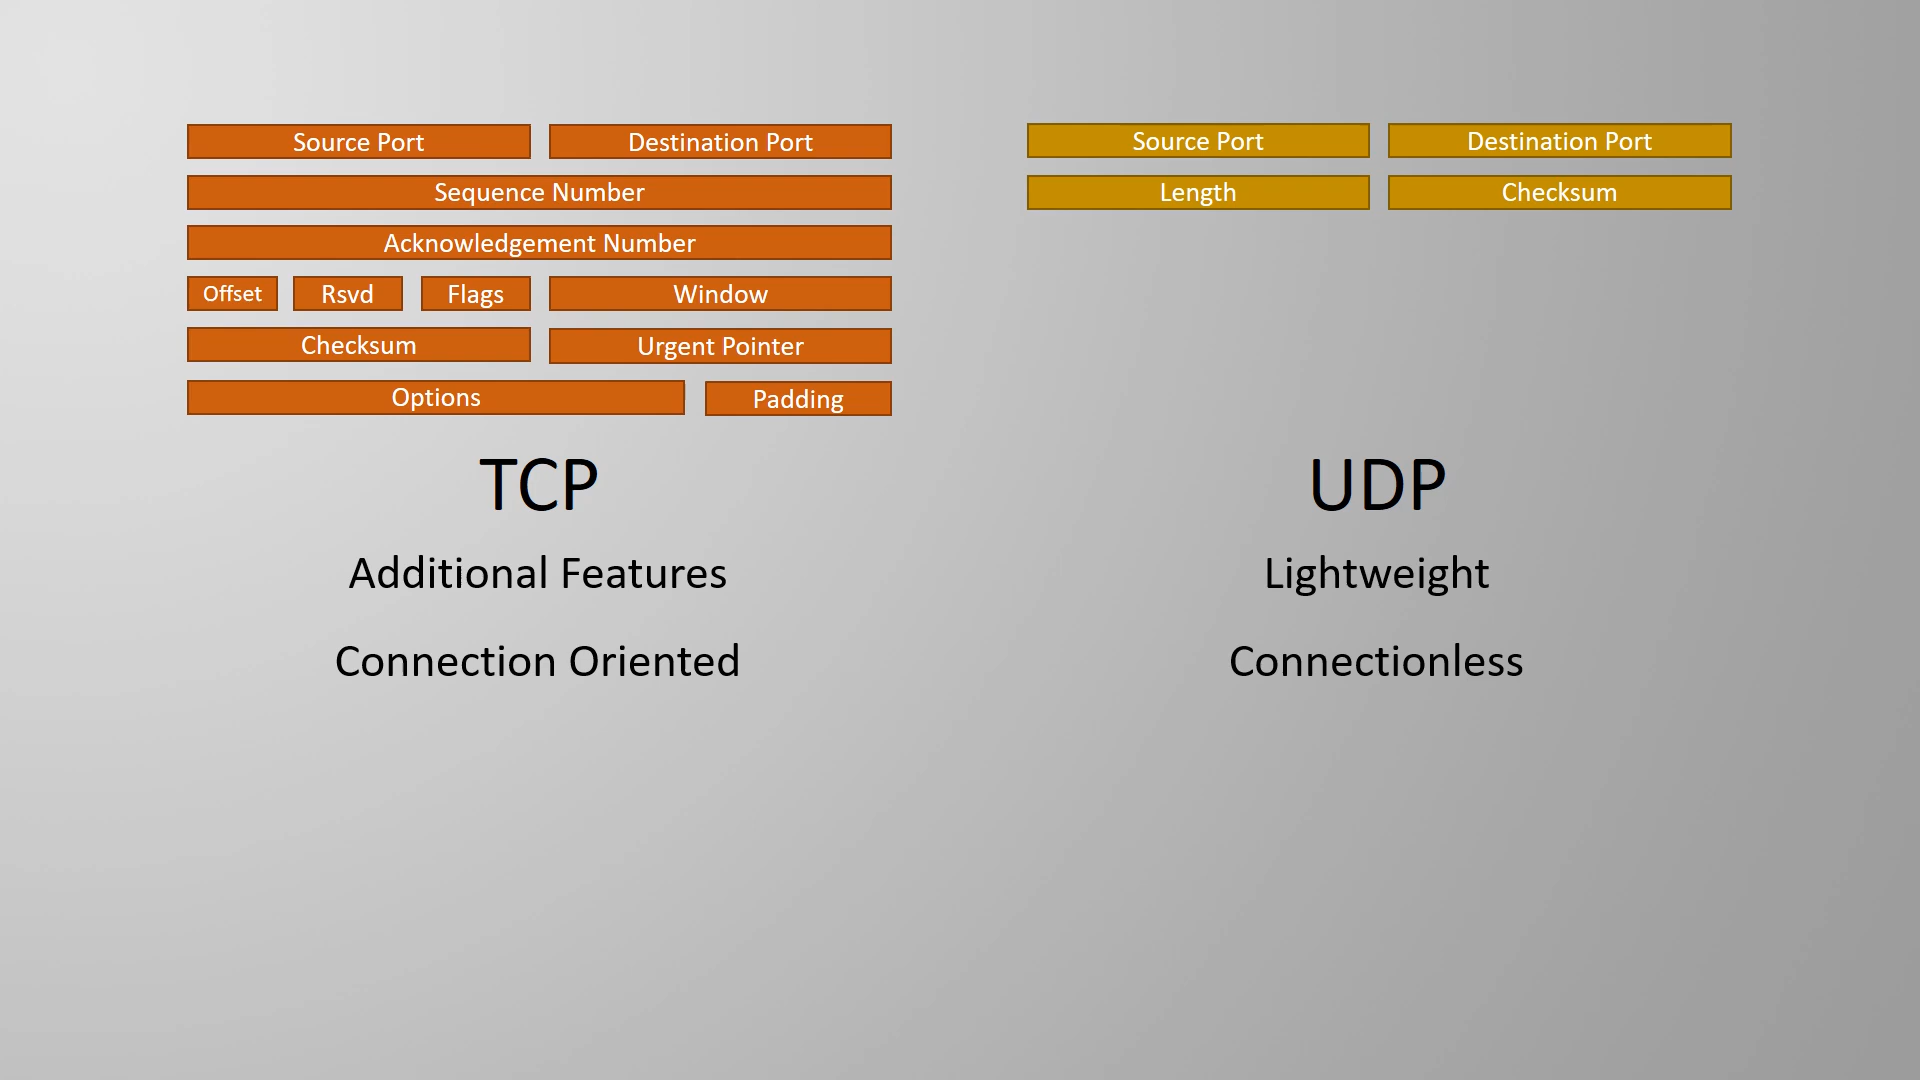 Source Port Destination Port
Sequence Number
Acknowledgement Number
Offset Rsvd Flags Window
Checksum Urgent Pointer
Options Padding
TCP
Additional Features
Connection Oriented
Source Port Destination Port
Length Checksum
UDP
Lightweight
Connectionless